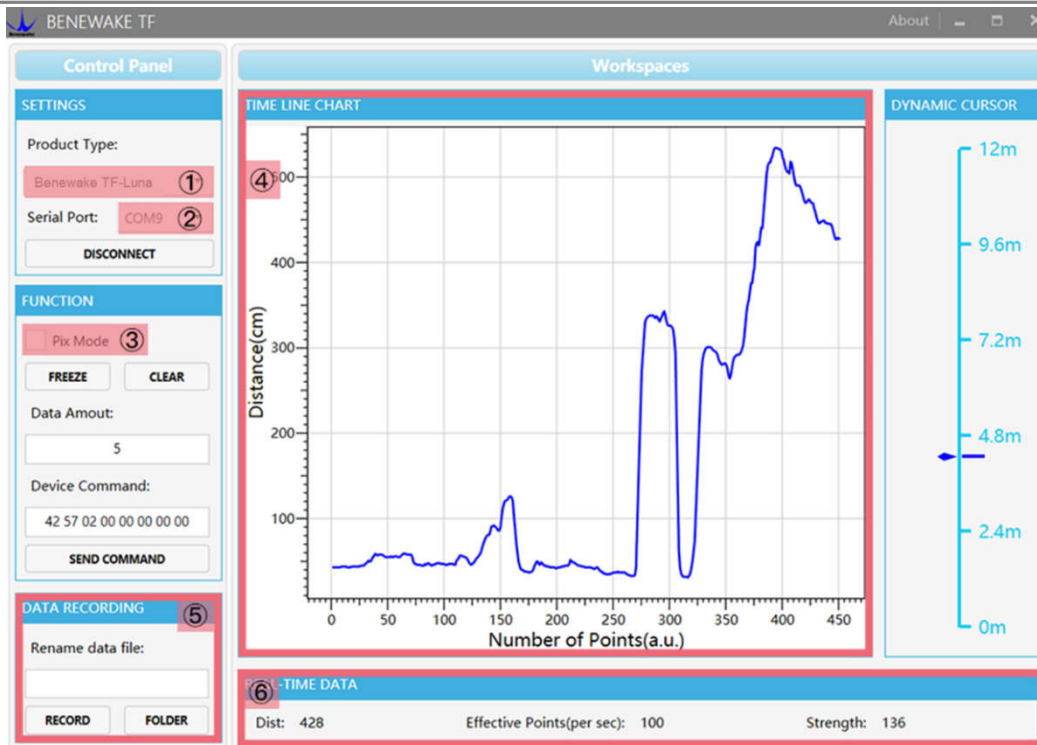 BENEWAKE TF
About
Benewake
Control Panel
Workspaces
SETTINGS
Product Type:
Benewake TF-Luna ①
Serial Port: COM9 ②
DISCONNECT
FUNCTION
Pix Mode ③
FREEZE CLEAR
Data Amout:
5
Device Command:
42 57 02 00 00 00 00 00
SEND COMMAND
DATA RECORDING ⑤
Rename data file:
RECORD FOLDER
TIME LINE CHART
④
500
400
300
200
100
Distance(cm)
0 50 100 150 200 250 300 350 400 450
Number of Points(a.u.)
DYNAMIC CURSOR
12m
9.6m
7.2m
4.8m
2.4m
0m
⑥
-TIME DATA
Dist: 428 Effective Points(per sec): 100 Strength: 136